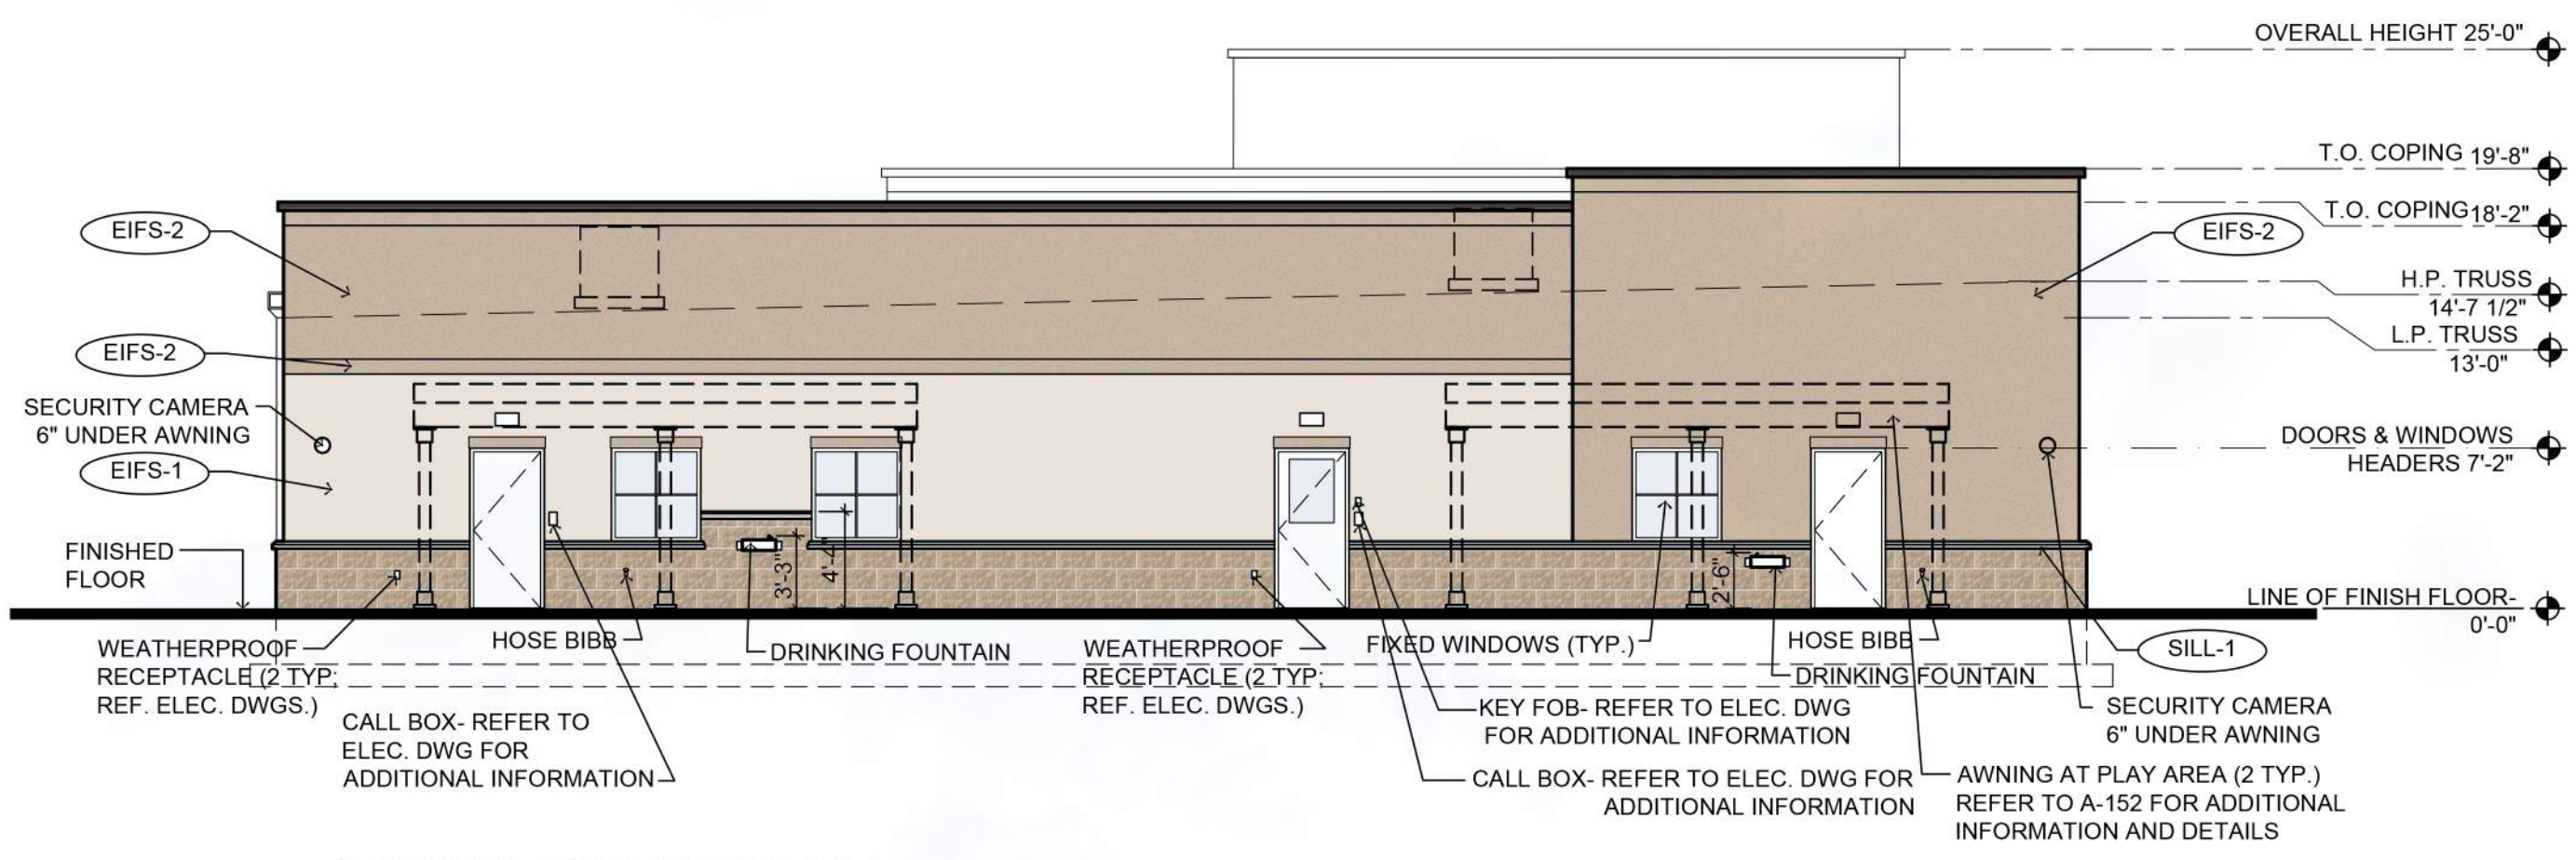 OVERALL HEIGHT 25'-0"
T.O. COPING 19'-8"
T.O. COPING 18'-2"
EIFS-2
EIFS-2
H.P. TRUSS
14'-7 1/2"
L.P. TRUSS
13'-0"
EIFS-2
SECURITY CAMERA
6" UNDER AWNING
EIFS-1
DOORS & WINDOWS
HEADERS 7'-2"
FINISHED
FLOOR
3'-3"
4'-4"
2'-6"
LINE OF FINISH FLOOR-
0'-0"
WEATHERPROOF
RECEPTACLE (2 TYP;
REF. ELEC. DWGS.)
HOSE BIBB
DRINKING FOUNTAIN
WEATHERPROOF
RECEPTACLE (2 TYP;
REF. ELEC. DWGS.)
FIXED WINDOWS (TYP.)
HOSE BIBB
DRINKING FOUNTAIN
SILL-1
CALL BOX- REFER TO
ELEC. DWG FOR
ADDITIONAL INFORMATION
KEY FOB- REFER TO ELEC. DWG
FOR ADDITIONAL INFORMATION
CALL BOX- REFER TO ELEC. DWG FOR
ADDITIONAL INFORMATION
SECURITY CAMERA
6" UNDER AWNING
AWNING AT PLAY AREA (2 TYP.)
REFER TO A-152 FOR ADDITIONAL
INFORMATION AND DETAILS